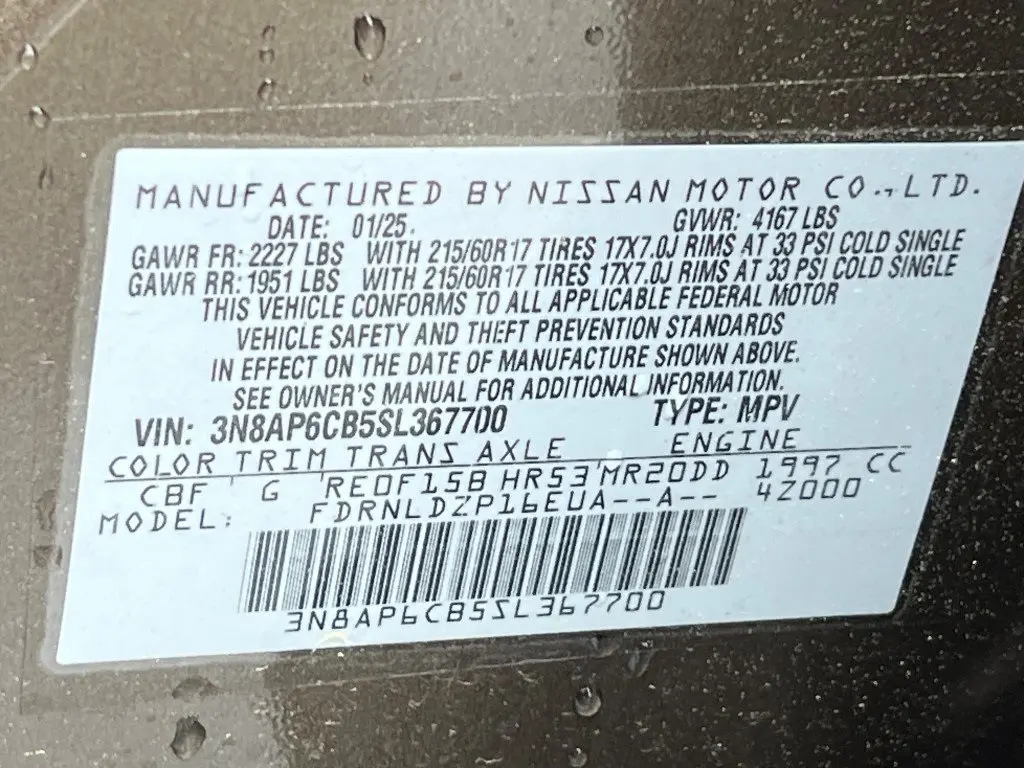 MANUFACTURED BY NISSAN MOTOR CO., LTD.
DATE: 01/25. GVWR: 4167 LBS
GAWR FR: 2227 LBS WITH 215/60R17 TIRES 17X7.0J RIMS AT 33 PSI COLD SINGLE
GAWR RR: 1951 LBS WITH 215/60R17 TIRES 17X7.0J RIMS AT 33 PSI COLD SINGLE
THIS VEHICLE CONFORMS TO ALL APPLICABLE FEDERAL MOTOR
VEHICLE SAFETY AND THEFT PREVENTION STANDARDS
IN EFFECT ON THE DATE OF MANUFACTURE SHOWN ABOVE.
SEE OWNER'S MANUAL FOR ADDITIONAL INFORMATION.
VIN: 3N8AP6CB5SL367700 TYPE: MPV
COLOR TRIM TRANS AXLE ENGINE
CBF G RE0F15B HR53 MR20DD 1997 CC
MODEL: FDRNLDZP16EUA--A-- 42000
3N8AP6CB5SL367700